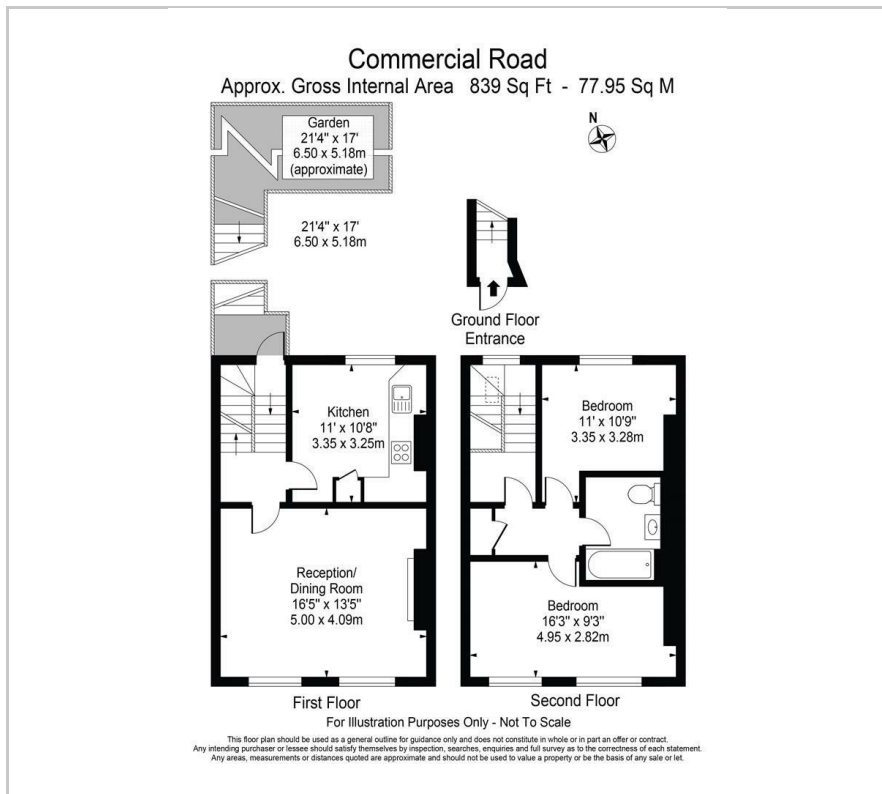 Commercial Road
Approx. Gross Internal Area 839 Sq Ft - 77.95 Sq M
Garden
21'4" x 17'
6.50 x 5.18m
(approximate)
N
21'4" x 17'
6.50 x 5.18m
Ground Floor
Entrance
Kitchen
11' x 10'8"
3.35 x 3.25m
Bedroom
11' x 10'9"
3.35 x 3.28m
Reception/
Dining Room
16'5" x 13'5"
5.00 x 4.09m
Bedroom
16'3" x 9'3"
4.95 x 2.82m
First Floor
Second Floor
For Illustration Purposes Only - Not To Scale
This floor plan should be used as a general outline for guidance only and does not constitute in whole or in part an offer or contract.
Any intending purchaser or lessee should satisfy themselves by inspection, searches, enquiries and full survey as to the correctness of each statement.
Any areas, measurements or distances quoted are approximate and should not be used to value a property or be the basis of any sale or let.